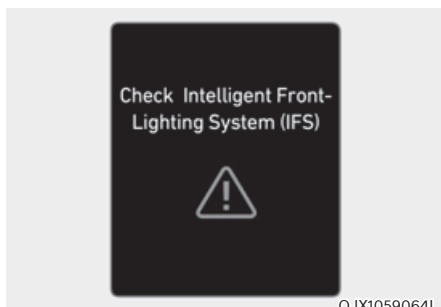 Check Intelligent Front-
Lighting System (IFS)
OJX1059064L